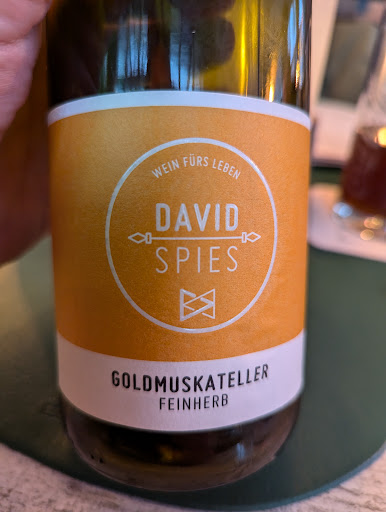 WEIN FÜRS LEBEN
DAVID
SPIES
GOLDMUSKATELLER
FEINHERB